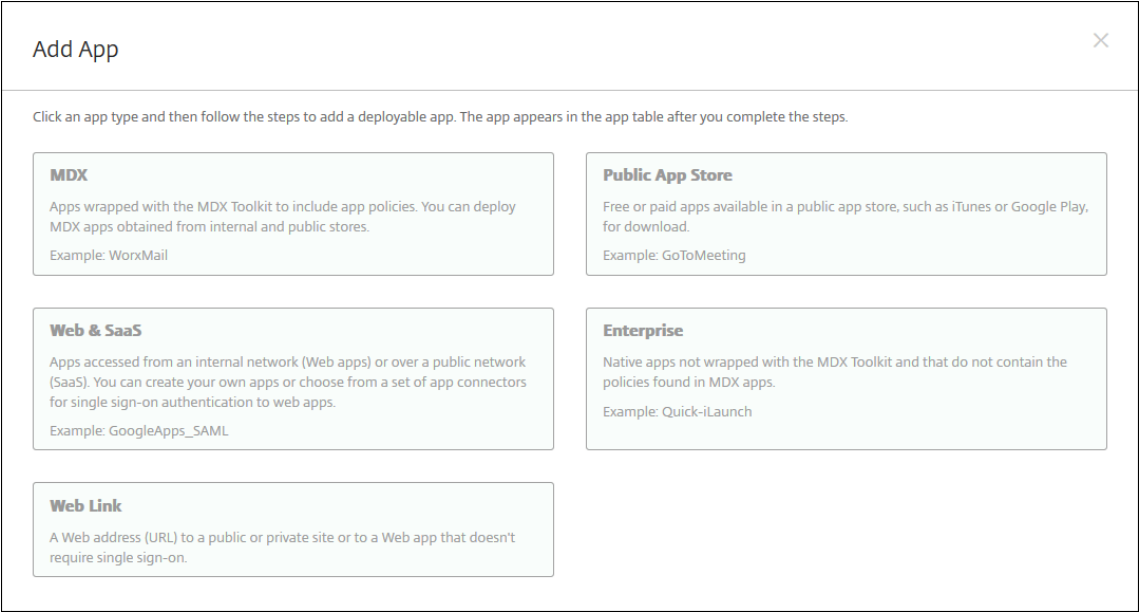 Add App
Click an app type and then follow the steps to add a deployable app. The app appears in the app table after you complete the steps.
MDX
Apps wrapped with the MDX Toolkit to include app policies. You can deploy
MDX apps obtained from internal and public stores.
Example: WorxMail
Public App Store
Free or paid apps available in a public app store, such as iTunes or Google Play,
for download.
Example: GoToMeeting
Web & SaaS
Apps accessed from an internal network (Web apps) or over a public network
(SaaS). You can create your own apps or choose from a set of app connectors
for single sign-on authentication to web apps.
Example: GoogleApps_SAML
Enterprise
Native apps not wrapped with the MDX Toolkit and that do not contain the
policies found in MDX apps.
Example: Quick-iLaunch
Web Link
A Web address (URL) to a public or private site or to a Web app that doesn't
require single sign-on.